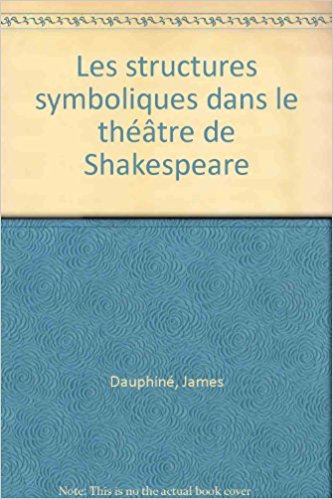 Les structures
symboliques dans le
théâtre de
Shakespeare
Dauphiné, James
Note: This is no the actual book cover